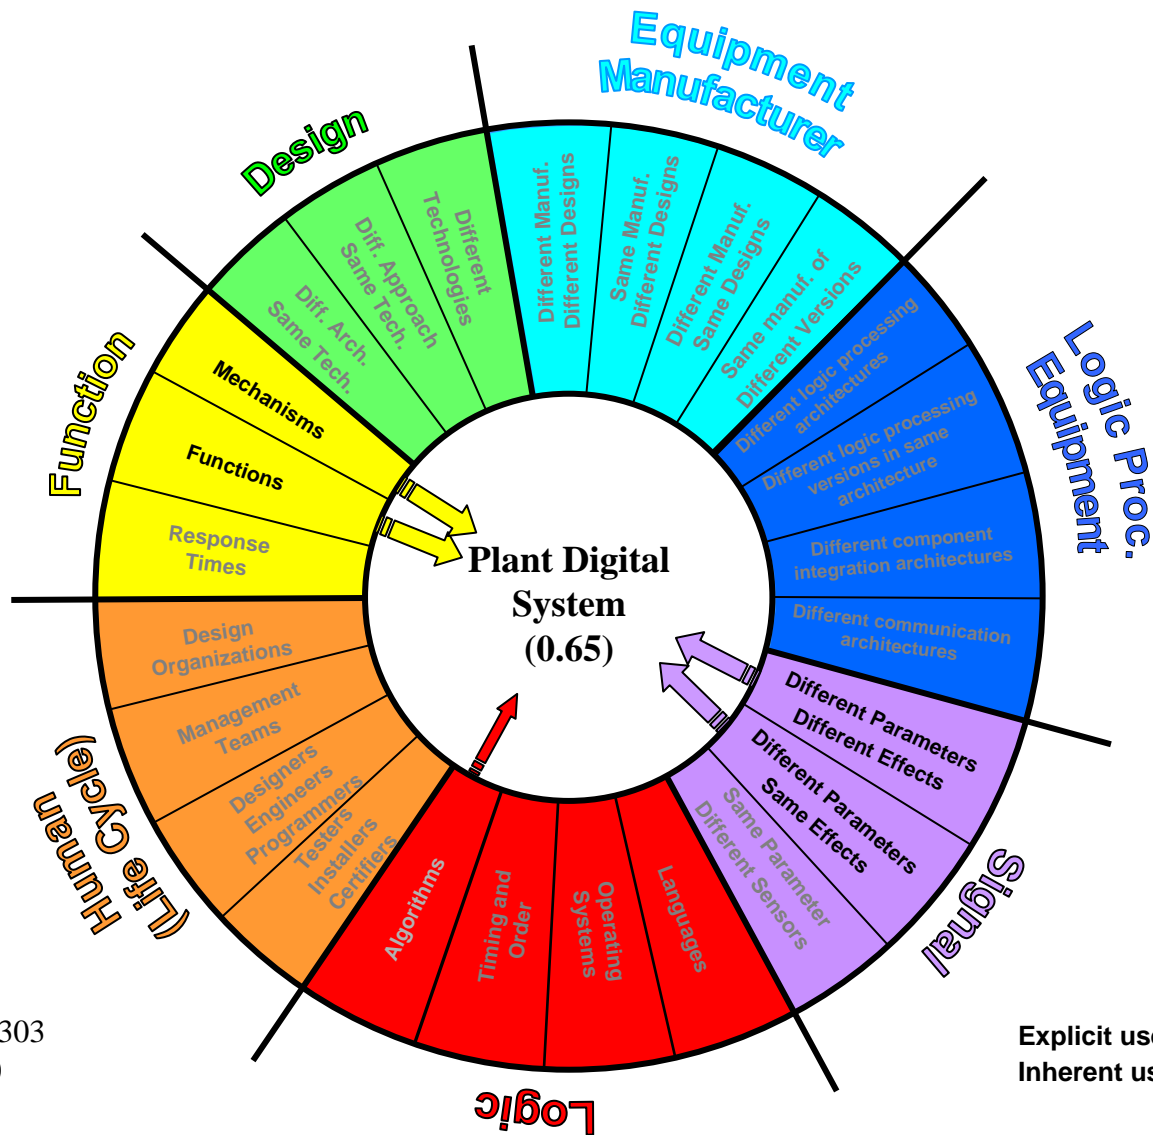 Equipment
Manufacturer
Different Manuf.
Different Designs
Same Manuf.
Different Designs
Different Manuf.
Same Designs
Same manuf. of
Different Versions
Logic Proc.
Equipment
Different logic processing
architectures
Different logic processing
versions in same
architecture
Different component
integration architectures
Different communication
architectures
Signal
Different Parameters
Different Effects
Different Parameters
Same Effects
Same Parameter
Different Sensors
Logic
Languages
Operating
Systems
Timing and
Order
Algorithms
Human
(Life Cycle)
Testers
Installers
Certifiers
Designers
Engineers
Programmers
Management
Teams
Design
Organizations
Function
Response
Times
Functions
Mechanisms
Design
Diff. Arch.
Same Tech.
Diff. Approach
Same Tech.
Different
Technologies
Plant Digital
System
(0.65)
303
)
Explicit use
Inherent us